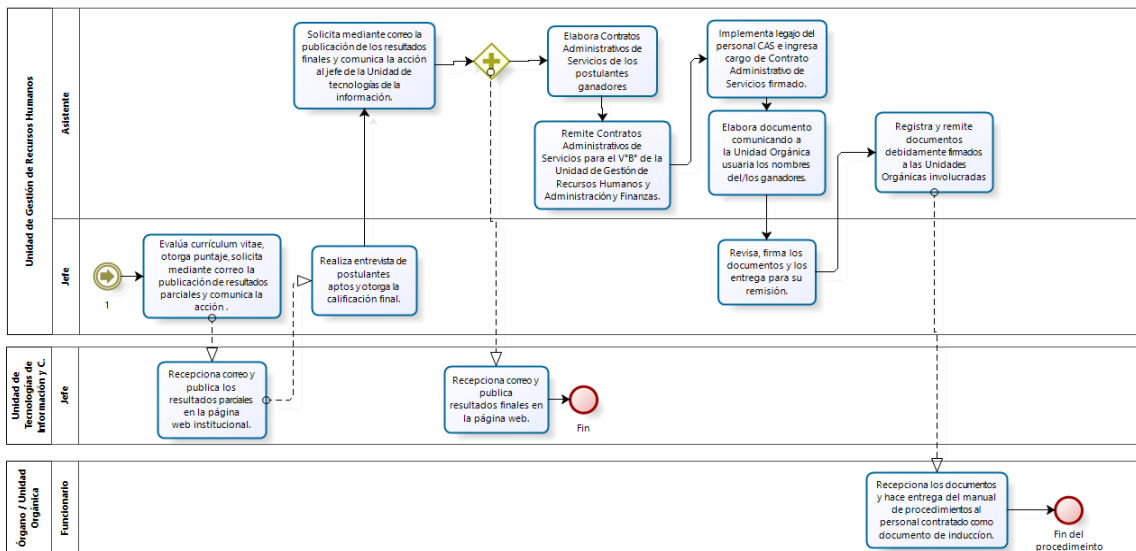 Unidad de Gestión de Recursos Humanos
Asistente
Solicita mediante correo la
publicación de los resultados
finales y comunica la acción
al jefe de la Unidad de
tecnologías de la
información.
Elabora Contratos
Administrativos de
Servicios de los
postulantes
ganadores
Remite Contratos
Administrativos de
Servicios para el V°B° de la
Unidad de Gestión de
Recursos Humanos y
Administración y Finanzas.
Implementa legajo del
personal CAS e ingresa
cargo de Contrato
Administrativo de
Servicios firmado.
Elabora documento
comunicando a
la Unidad Orgánica
usuaria los nombres
del/los ganadores.
Registra y remite
documentos
debidamente firmados
a las Unidades
Orgánicas involucradas
Jefe
1
Evalúa currículum vitae,
otorga puntaje, solicita
mediante correo la
publicación de resultados
parciales y comunica la
acción .
Realiza entrevista de
postulantes
aptos y otorga la
calificación final.
Revisa, firma los
documentos y los
entrega para su
remisión.
Unidad de
Tecnologías de
Información y C.
Jefe
Recepciona correo y
publica los
resultados parciales
en la página
web institucional.
Recepciona correo y
publica
resultados finales en
la página web.
Fin
Órgano / Unidad
Orgánica
Funcionario
Recepciona los documentos
y hace entrega del manual
de procedimientos al
personal contratado como
documento de induccíon.
Fin del
procedimeinto